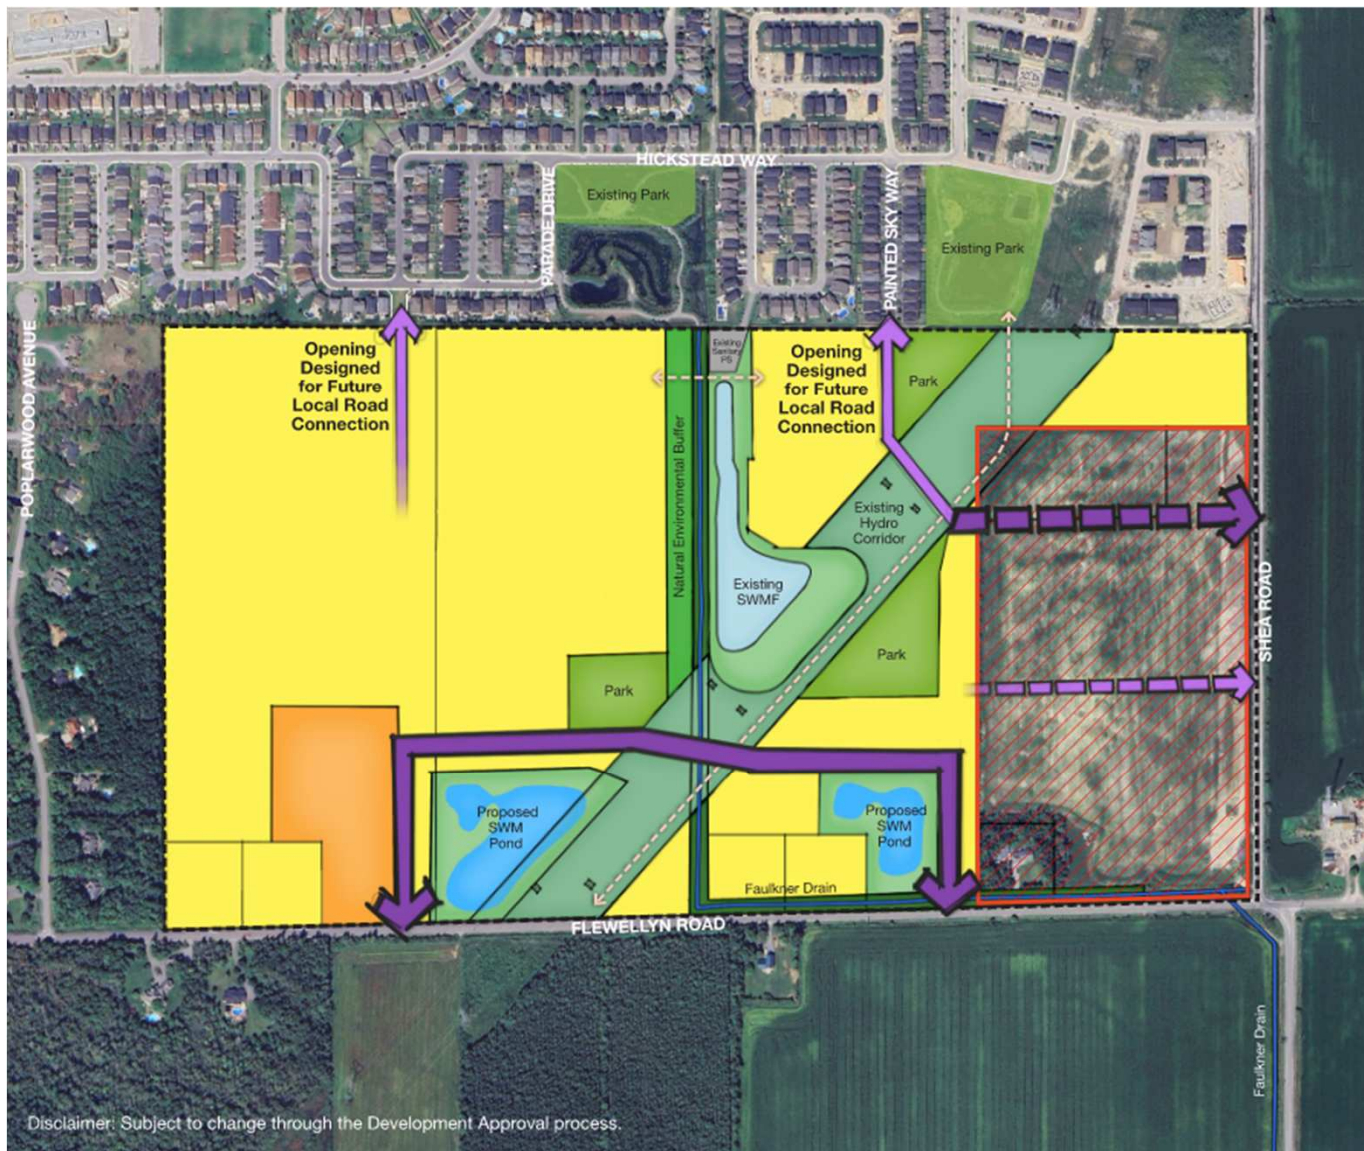 HICKSTEAD WAY
Existing Park
PARADE DRIVE
PAINTED SKY WAY
Existing Park
POPLARWOOD AVENUE
Opening
Designed
for Future
Local Road
Connection
Existing
Sanitary
PS
Opening
Designed
for Future
Local Road
Connection
Park
Natural Environmental Buffer
Existing
Hydro
Corridor
Existing
SWMF
SHEA ROAD
Park
Park
Proposed
SWM
Pond
Proposed
SWM
Pond
Faulkner Drain
FLEWELLYN ROAD
Faulkner Drain
Disclaimer: Subject to change through the Development Approval process.